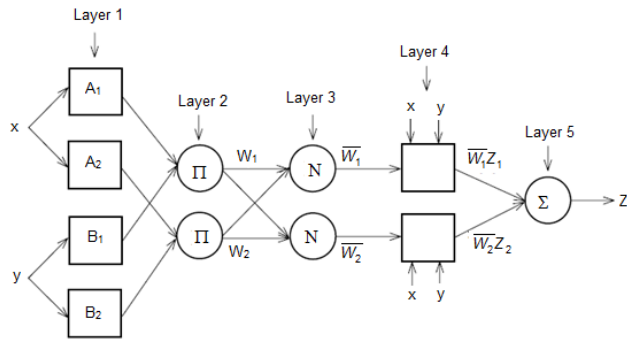 Layer 1
Layer 2
Layer 3
Layer 4
Layer 5
x
y
A₁
A₂
B₁
B₂
Π
Π
W₁
W₂
N
N
W̅₁
W̅₂
x y
x y
W̅₁Z₁
W̅₂Z₂
Σ
Z